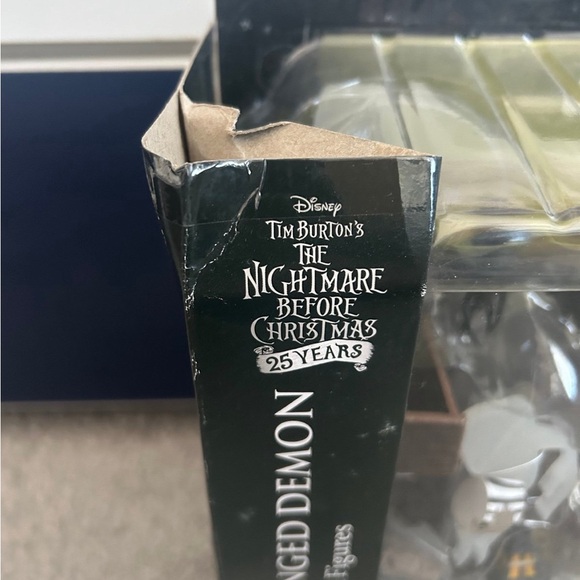 Disney
TIM BURTON'S
THE
NIGHTMARE
BEFORE
CHRISTMAS
25 YEARS
NGED DEMON
Figures